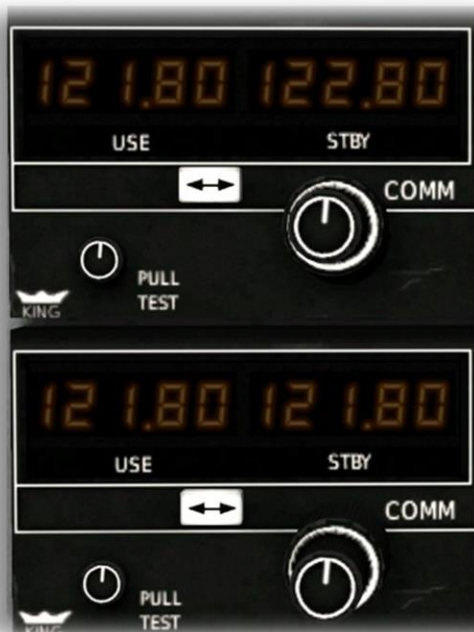 121.80 122.80
USE STBY
COMM
PULL
TEST
KING
121.80 121.80
USE STBY
COMM
PULL
TEST
KING